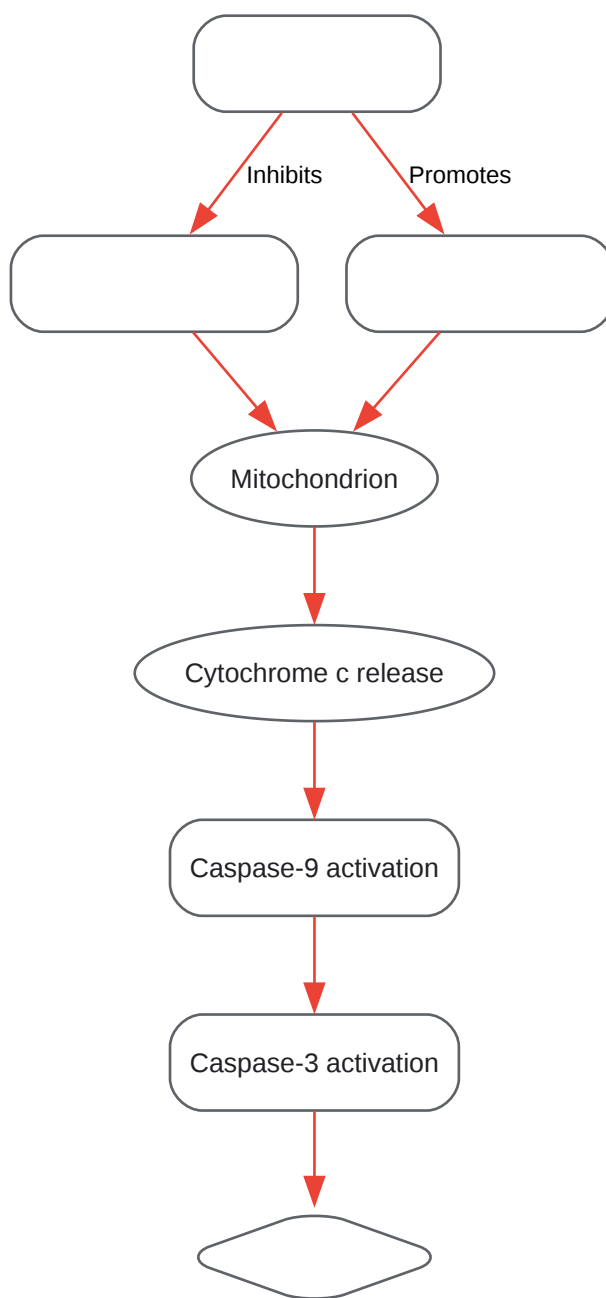 Inhibits
Promotes
Mitochondrion
Cytochrome c release
Caspase-9 activation
Caspase-3 activation